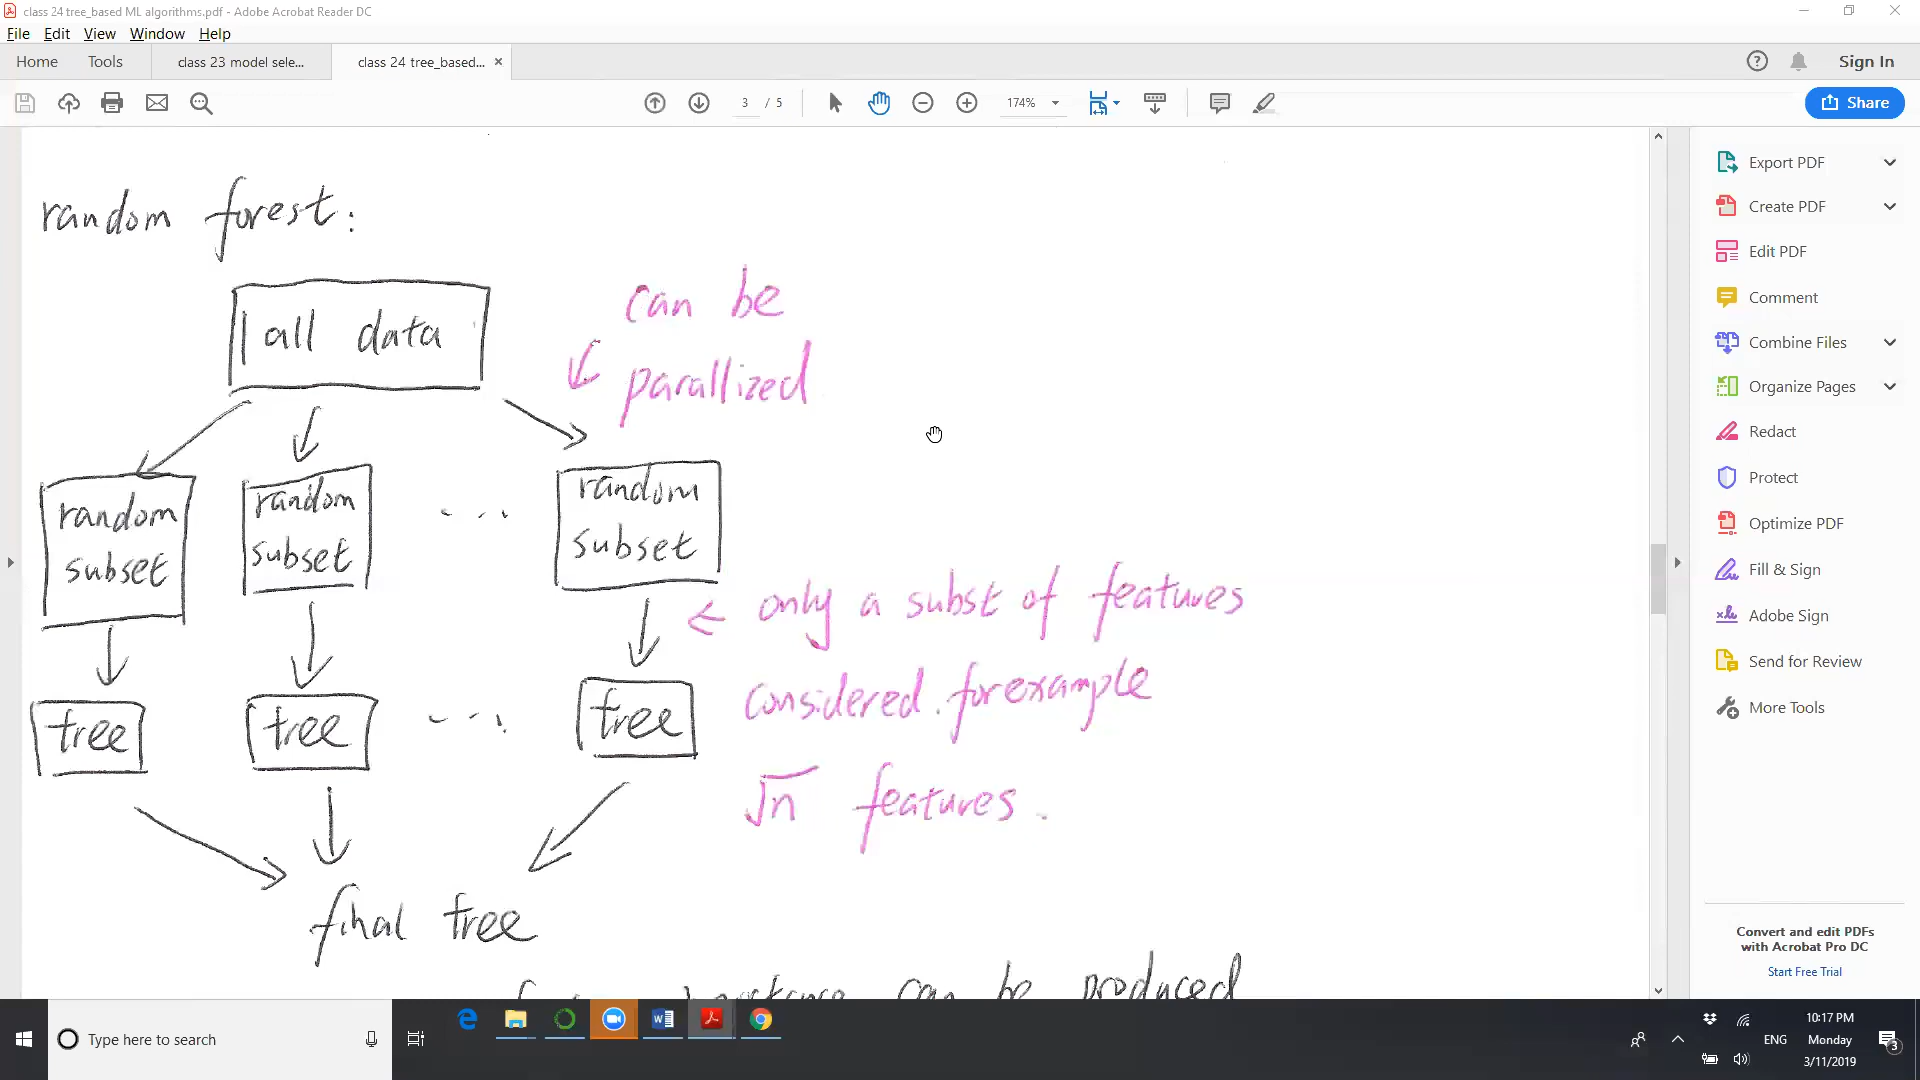 class 24 tree_based ML algorithms.pdf - Adobe Acrobat Reader DC
File Edit View Window Help
Home Tools class 23 model sele... class 24 tree_based... × Sign In
3 / 5 174% Share
random forest:
all data
can be
parallized
random
subset
random
subset
random
subset
only a subst of features
considered. for example
√n features.
tree
tree
tree
final tree
can be produced
Export PDF
Create PDF
Edit PDF
Comment
Combine Files
Organize Pages
Redact
Protect
Optimize PDF
Fill & Sign
Adobe Sign
Send for Review
More Tools
Convert and edit PDFs
with Acrobat Pro DC
Start Free Trial
Type here to search
ENG
10:17 PM
Monday
3/11/2019
3